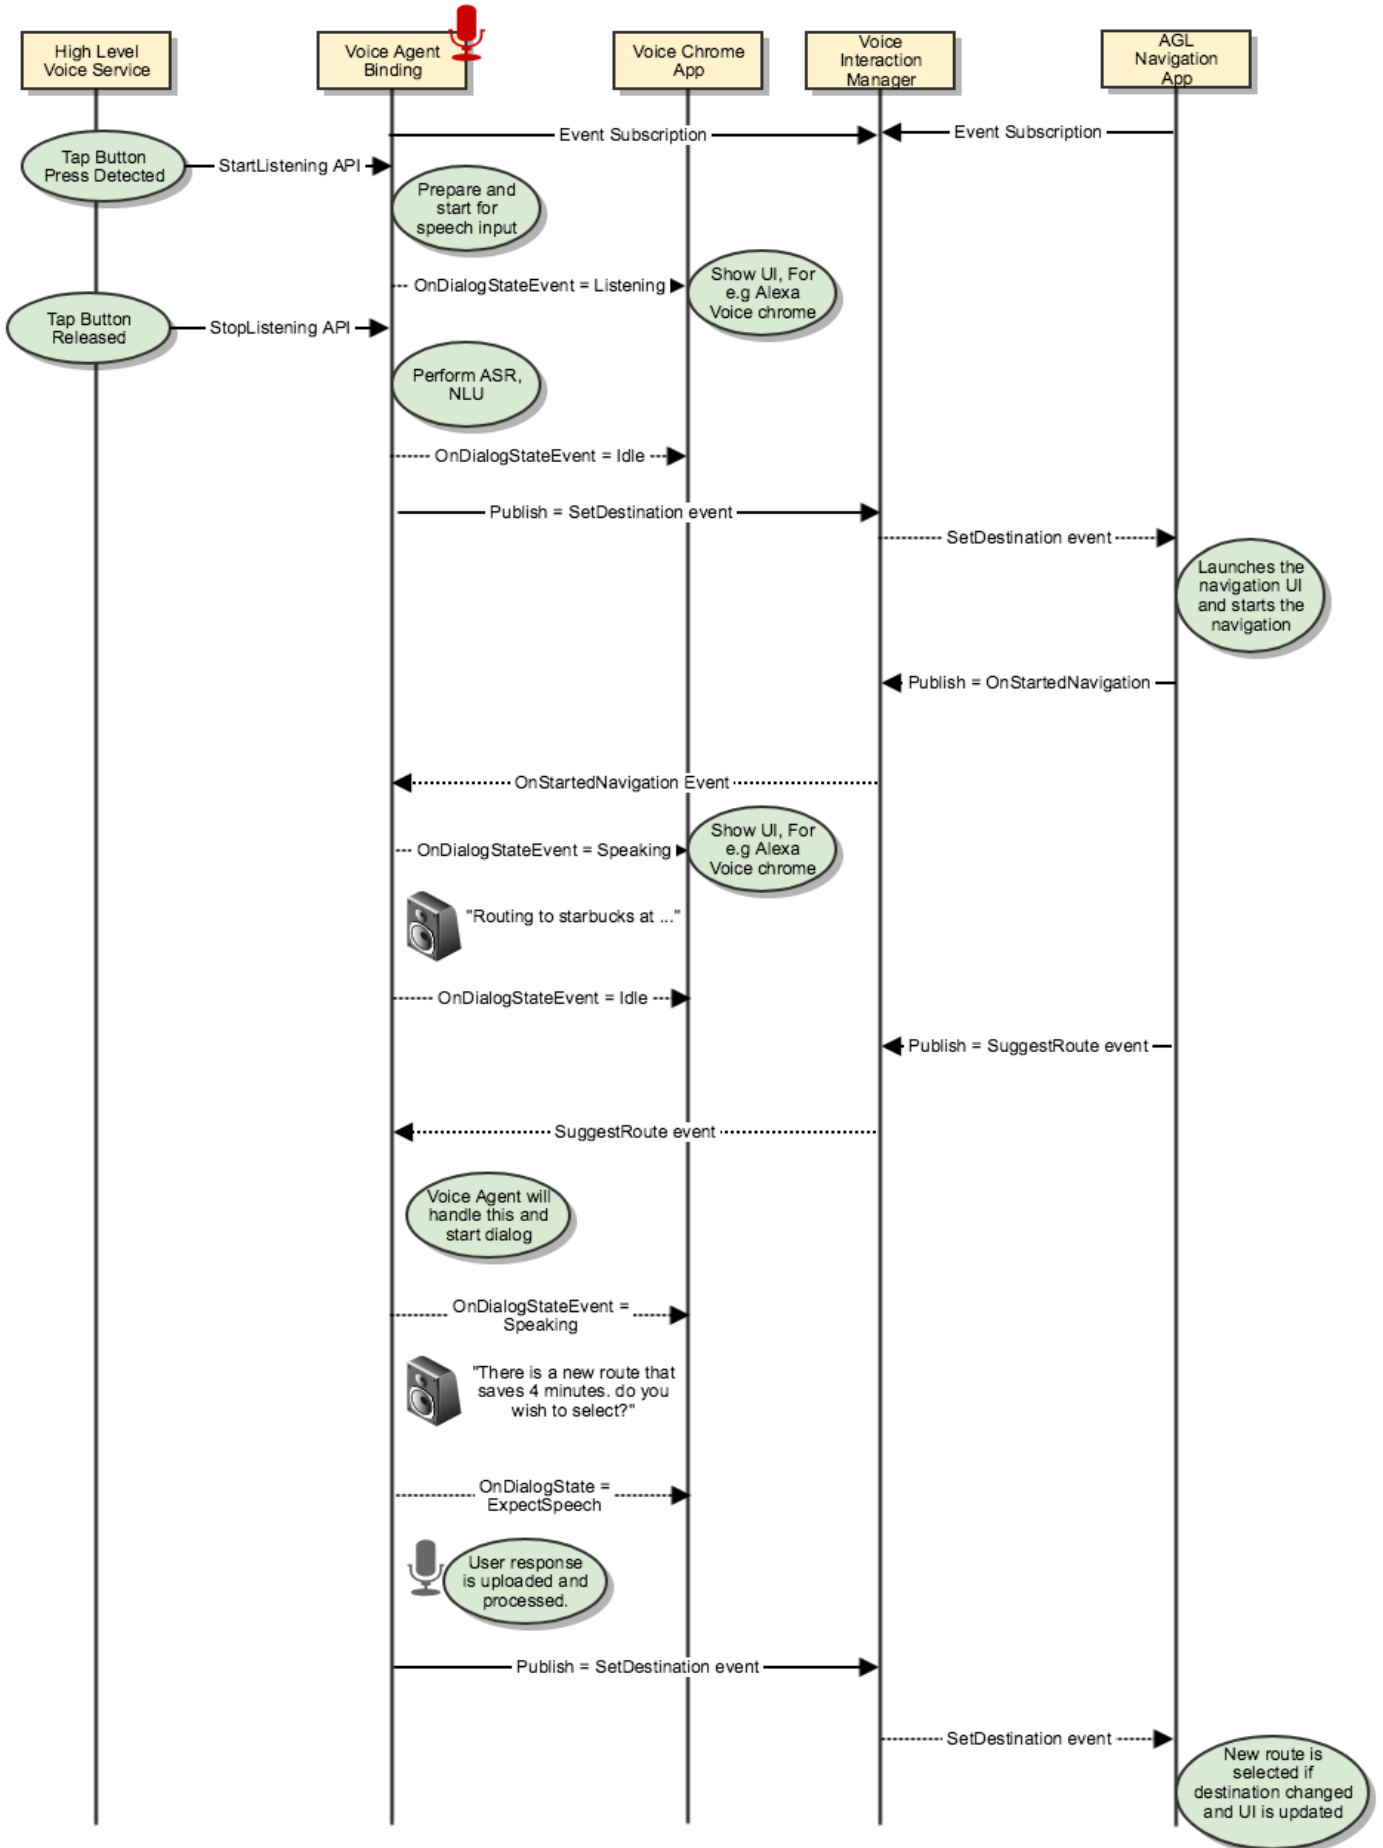 High Level
Voice Service
Voice Agent
Binding
Voice Chrome
App
Voice
Interaction
Manager
AGL
Navigation
App
Event Subscription
Event Subscription
Tap Button
Press Detected
StartListening API
Prepare and
start for
speech input
OnDialogStateEvent = Listening
Show UI, For
e.g Alexa
Voice chrome
Tap Button
Released
StopListening API
Perform ASR,
NLU
OnDialogStateEvent = Idle
Publish = SetDestination event
SetDestination event
Launches the
navigation UI
and starts the
navigation
Publish = OnStartedNavigation
OnStartedNavigation Event
OnDialogStateEvent = Speaking
Show UI, For
e.g Alexa
Voice chrome
"Routing to starbucks at ..."
OnDialogStateEvent = Idle
Publish = SuggestRoute event
SuggestRoute event
Voice Agent will
handle this and
start dialog
OnDialogStateEvent =
Speaking
"There is a new route that
saves 4 minutes. do you
wish to select?"
OnDialogState =
ExpectSpeech
User response
is uploaded and
processed.
Publish = SetDestination event
SetDestination event
New route is
selected if
destination changed
and UI is updated